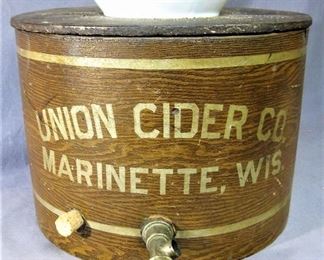 UNION CIDER CO
MARINETTE, WIS.